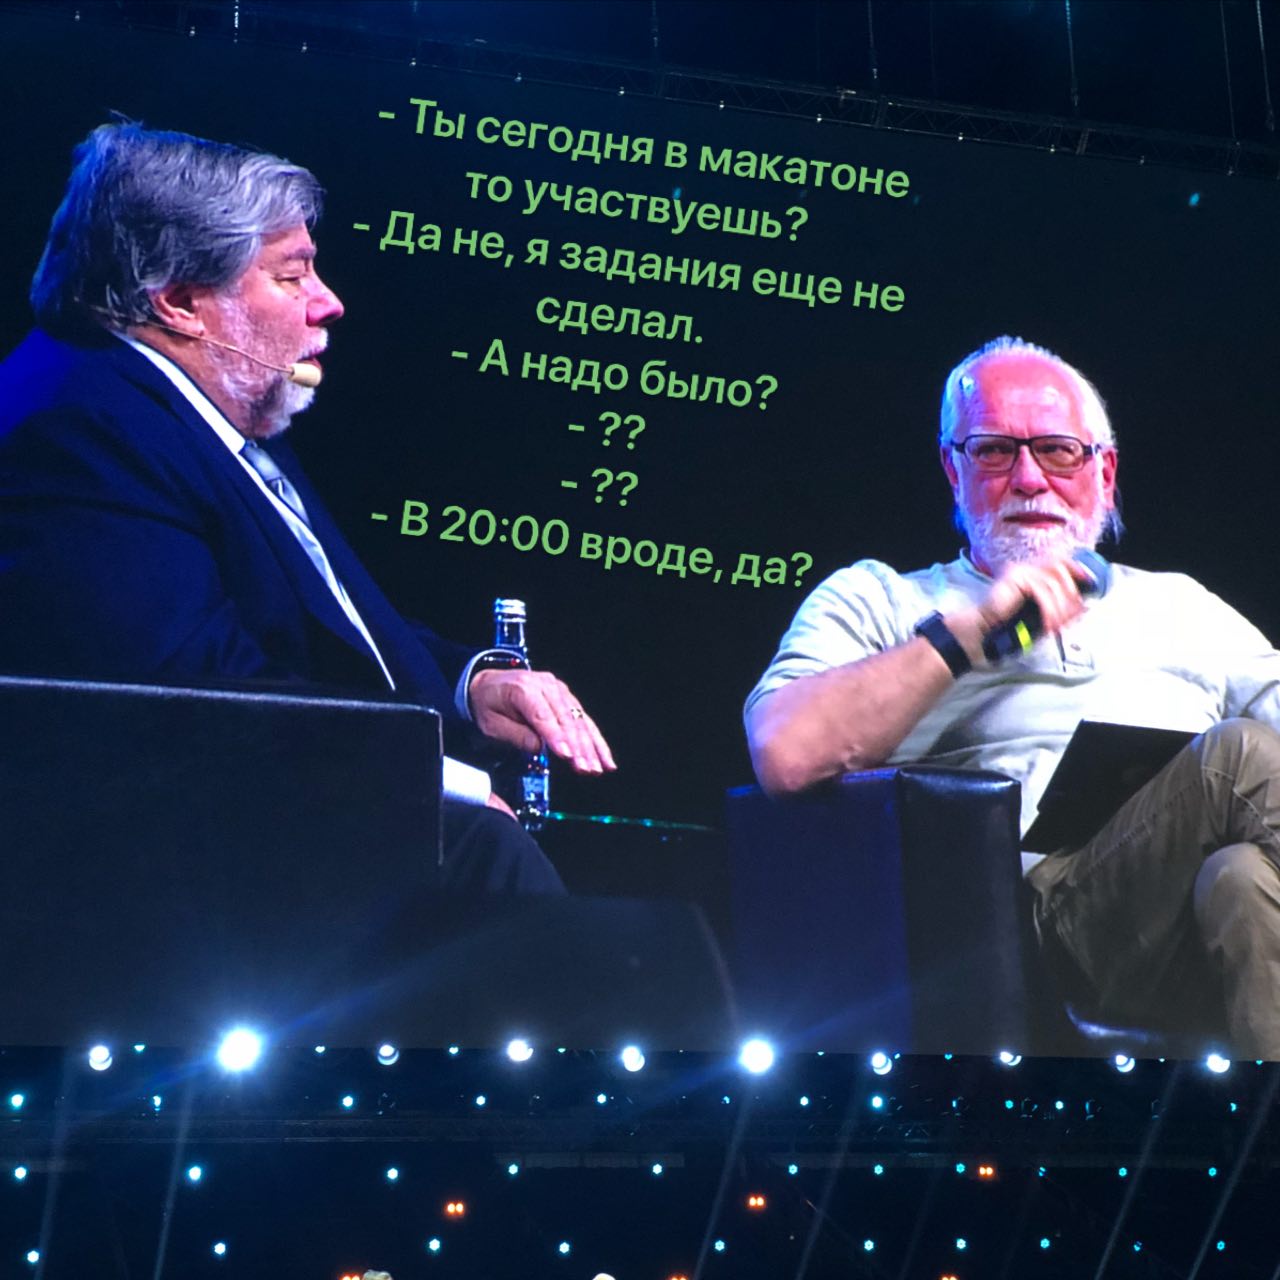 - Ты сегодня в макатоне
то участвуешь?
- Да не, я задания еще не
сделал.
- А надо было?
- ??
- ??
- В 20:00 вроде, да?